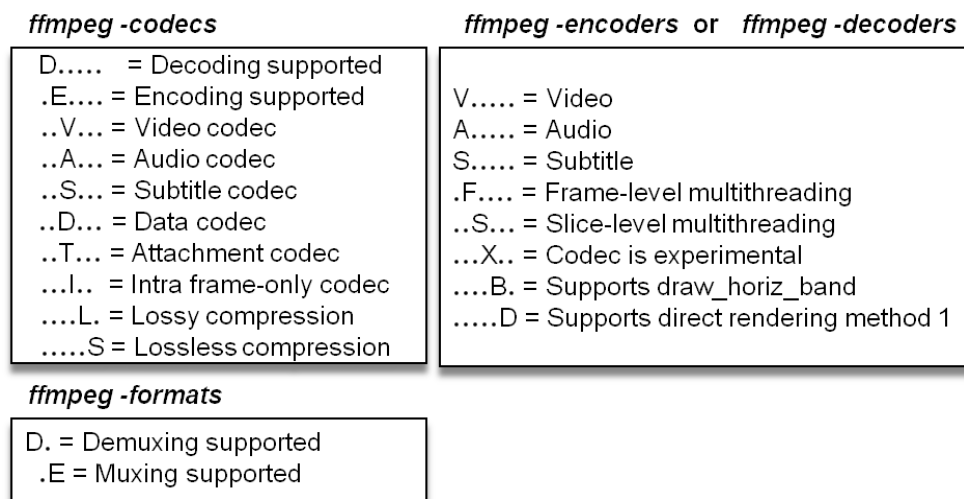 ffmpeg -codecs
D..... = Decoding supported
.E.... = Encoding supported
..V... = Video codec
..A... = Audio codec
..S... = Subtitle codec
..D... = Data codec
..T... = Attachment codec
...I.. = Intra frame-only codec
....L. = Lossy compression
.....S = Lossless compression
ffmpeg -encoders or ffmpeg -decoders
V..... = Video
A..... = Audio
S..... = Subtitle
.F.... = Frame-level multithreading
..S... = Slice-level multithreading
...X.. = Codec is experimental
....B. = Supports draw_horiz_band
.....D = Supports direct rendering method 1
ffmpeg -formats
D. = Demuxing supported
.E = Muxing supported